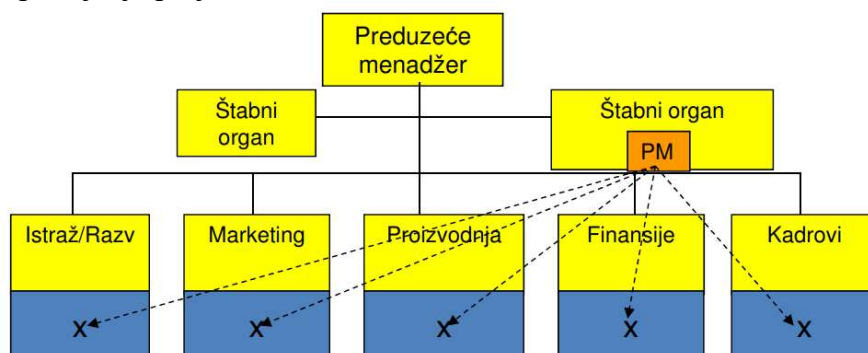 Preduzeće
menadžer
Štabni
organ
Štabni organ
PM
Istraž/Razv
Marketing
Proizvodnja
Finansije
Kadrovi
x
x
x
x
x